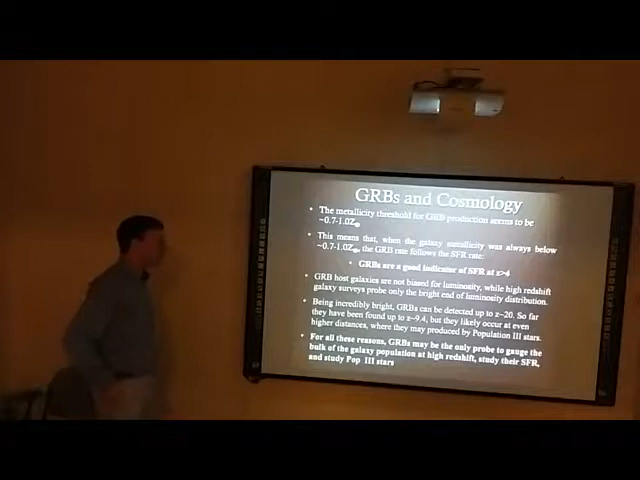 GRBs and Cosmology
• The metallicity threshold for GRB production seems to be
~0.7-1.0Z⊙
• This means that, when the galaxy metallicity was always below
~0.7-1.0Z⊙, the GRB rate follows the SFR rate:
• GRBs are a good indicator of SFR at z>4
• GRB host galaxies are not biased for luminosity, while high redshift
galaxy surveys probe only the bright end of luminosity distribution.
• Being incredibly bright, GRBs can be detected up to z~20. So far
they have been found up to z~9.4, but they likely occur at even
higher distances, where they may produced by Population III stars.
• For all these reasons, GRBs may be the only probe to gauge the
bulk of the galaxy population at high redshift, study their SFR,
and study Pop III stars